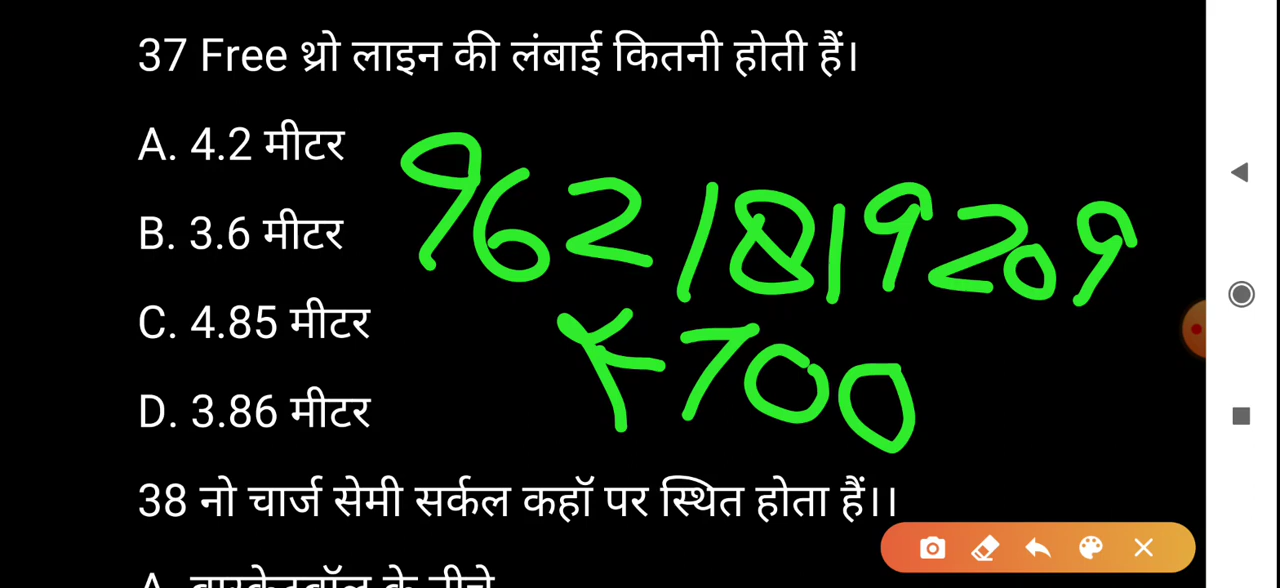 37 Free थ्रो लाइन की लंबाई कितनी होती हैं।
A. 4.2 मीटर
B. 3.6 मीटर
C. 4.85 मीटर
D. 3.86 मीटर
9621819209
700
38 नो चार्ज सेमी सर्कल कहॉ पर स्थित होता हैं।।
A. बास्केटबॉल के नीचे